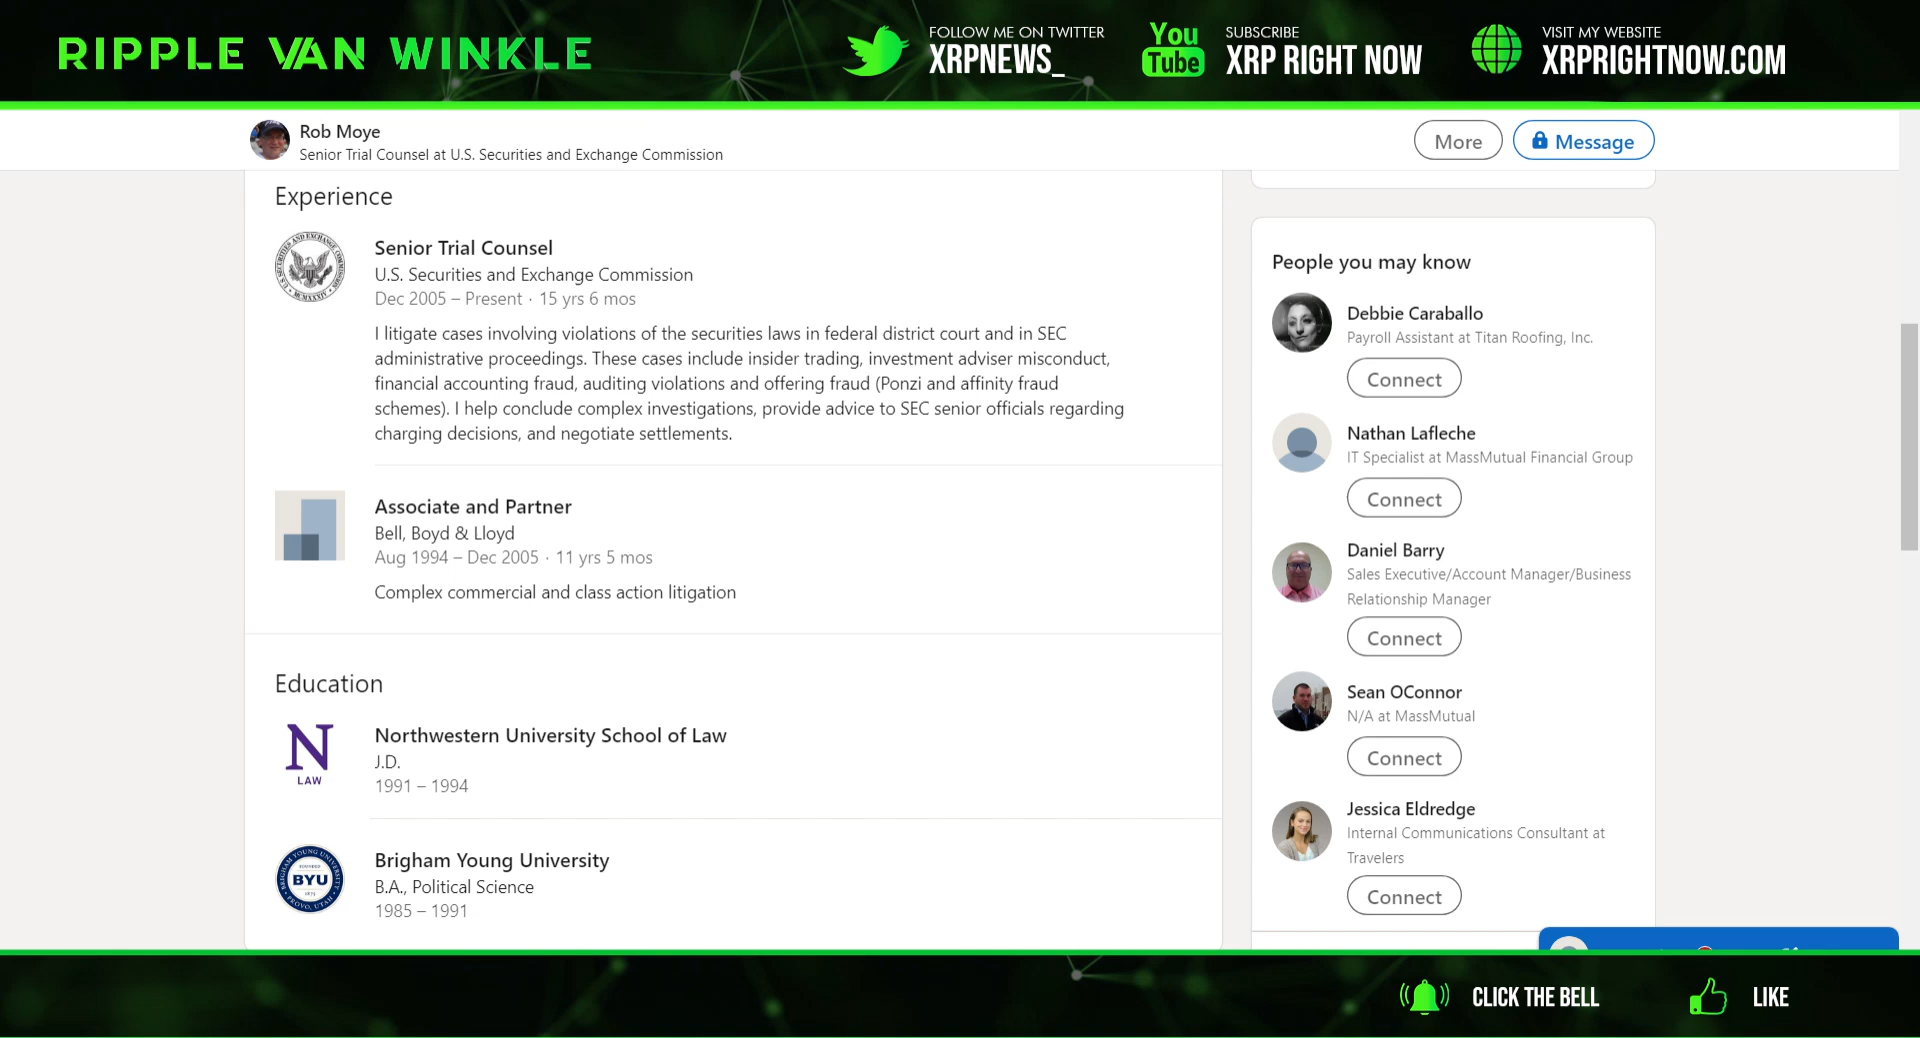 RIPPLE VAN WINKLE
FOLLOW ME ON TWITTER
XRPNEWS_
You
Tube
SUBSCRIBE
XRP RIGHT NOW
VISIT MY WEBSITE
XRPRIGHTNOW.COM
Rob Moye
Senior Trial Counsel at U.S. Securities and Exchange Commission
More
Message
Experience
Senior Trial Counsel
U.S. Securities and Exchange Commission
Dec 2005 – Present · 15 yrs 6 mos
I litigate cases involving violations of the securities laws in federal district court and in SEC
administrative proceedings. These cases include insider trading, investment adviser misconduct,
financial accounting fraud, auditing violations and offering fraud (Ponzi and affinity fraud
schemes). I help conclude complex investigations, provide advice to SEC senior officials regarding
charging decisions, and negotiate settlements.
Associate and Partner
Bell, Boyd & Lloyd
Aug 1994 – Dec 2005 · 11 yrs 5 mos
Complex commercial and class action litigation
Education
N
LAW
Northwestern University School of Law
J.D.
1991 – 1994
BYU
Brigham Young University
B.A., Political Science
1985 – 1991
People you may know
Debbie Caraballo
Payroll Assistant at Titan Roofing, Inc.
Connect
Nathan Lafleche
IT Specialist at MassMutual Financial Group
Connect
Daniel Barry
Sales Executive/Account Manager/Business
Relationship Manager
Connect
Sean OConnor
N/A at MassMutual
Connect
Jessica Eldredge
Internal Communications Consultant at
Travelers
Connect
CLICK THE BELL
LIKE